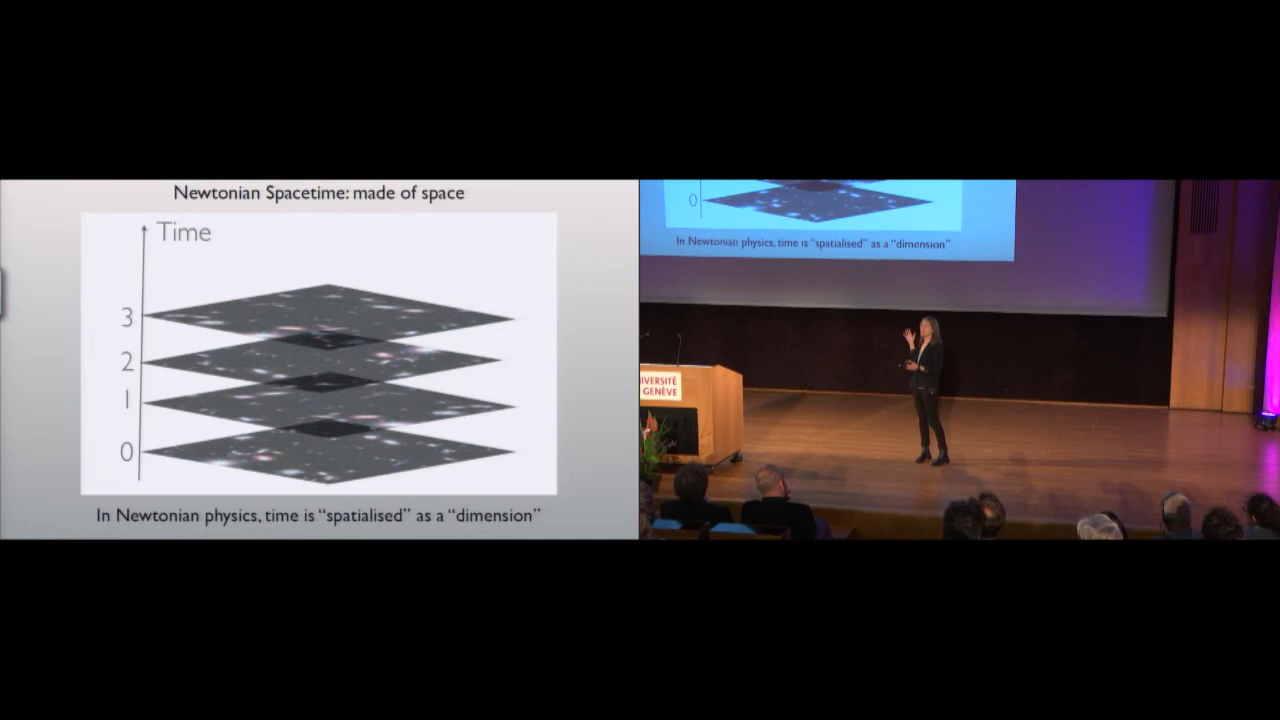 Newtonian Spacetime: made of space
Time
3
2
1
0
In Newtonian physics, time is “spatialised” as a “dimension”
0
In Newtonian physics, time is “spatialised” as a “dimension”
IVERSITÉ
GENÈVE